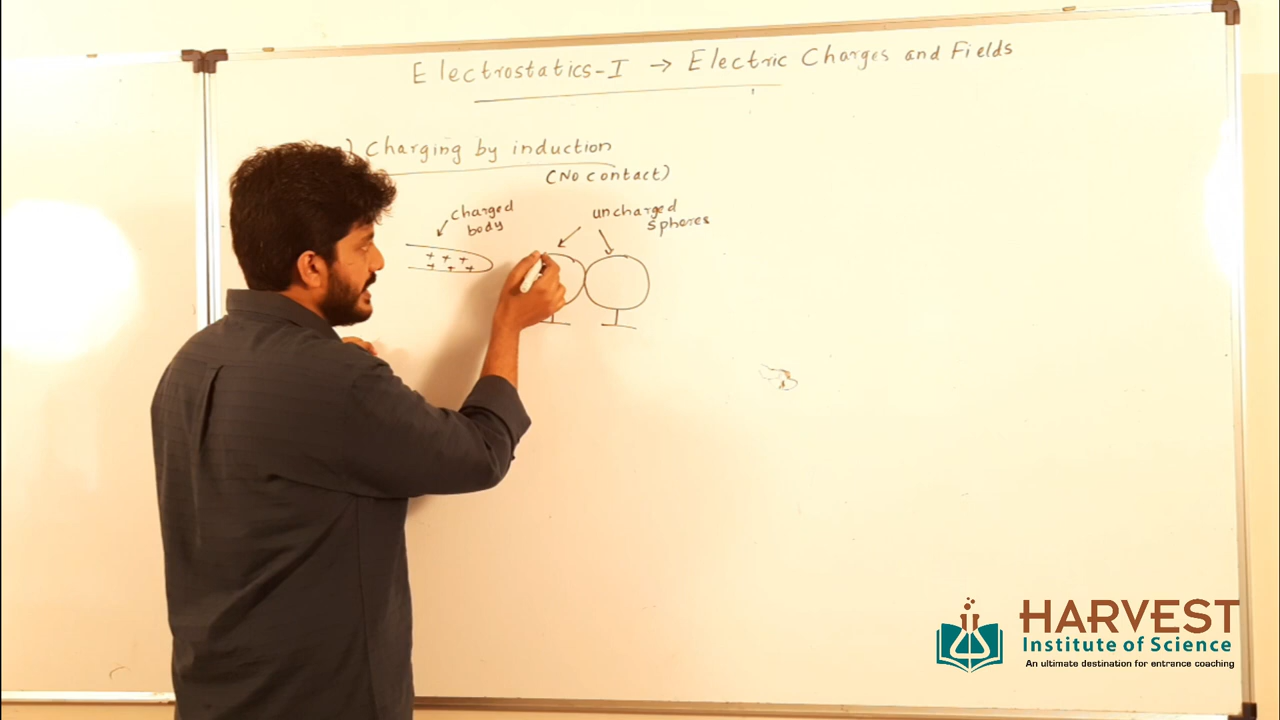 Electrostatics-I → Electric Charges and Fields
) Charging by induction
(No contact)
charged
body
uncharged
spheres
+ + +
+ + +
HARVEST
Institute of Science
An ultimate destination for entrance coaching